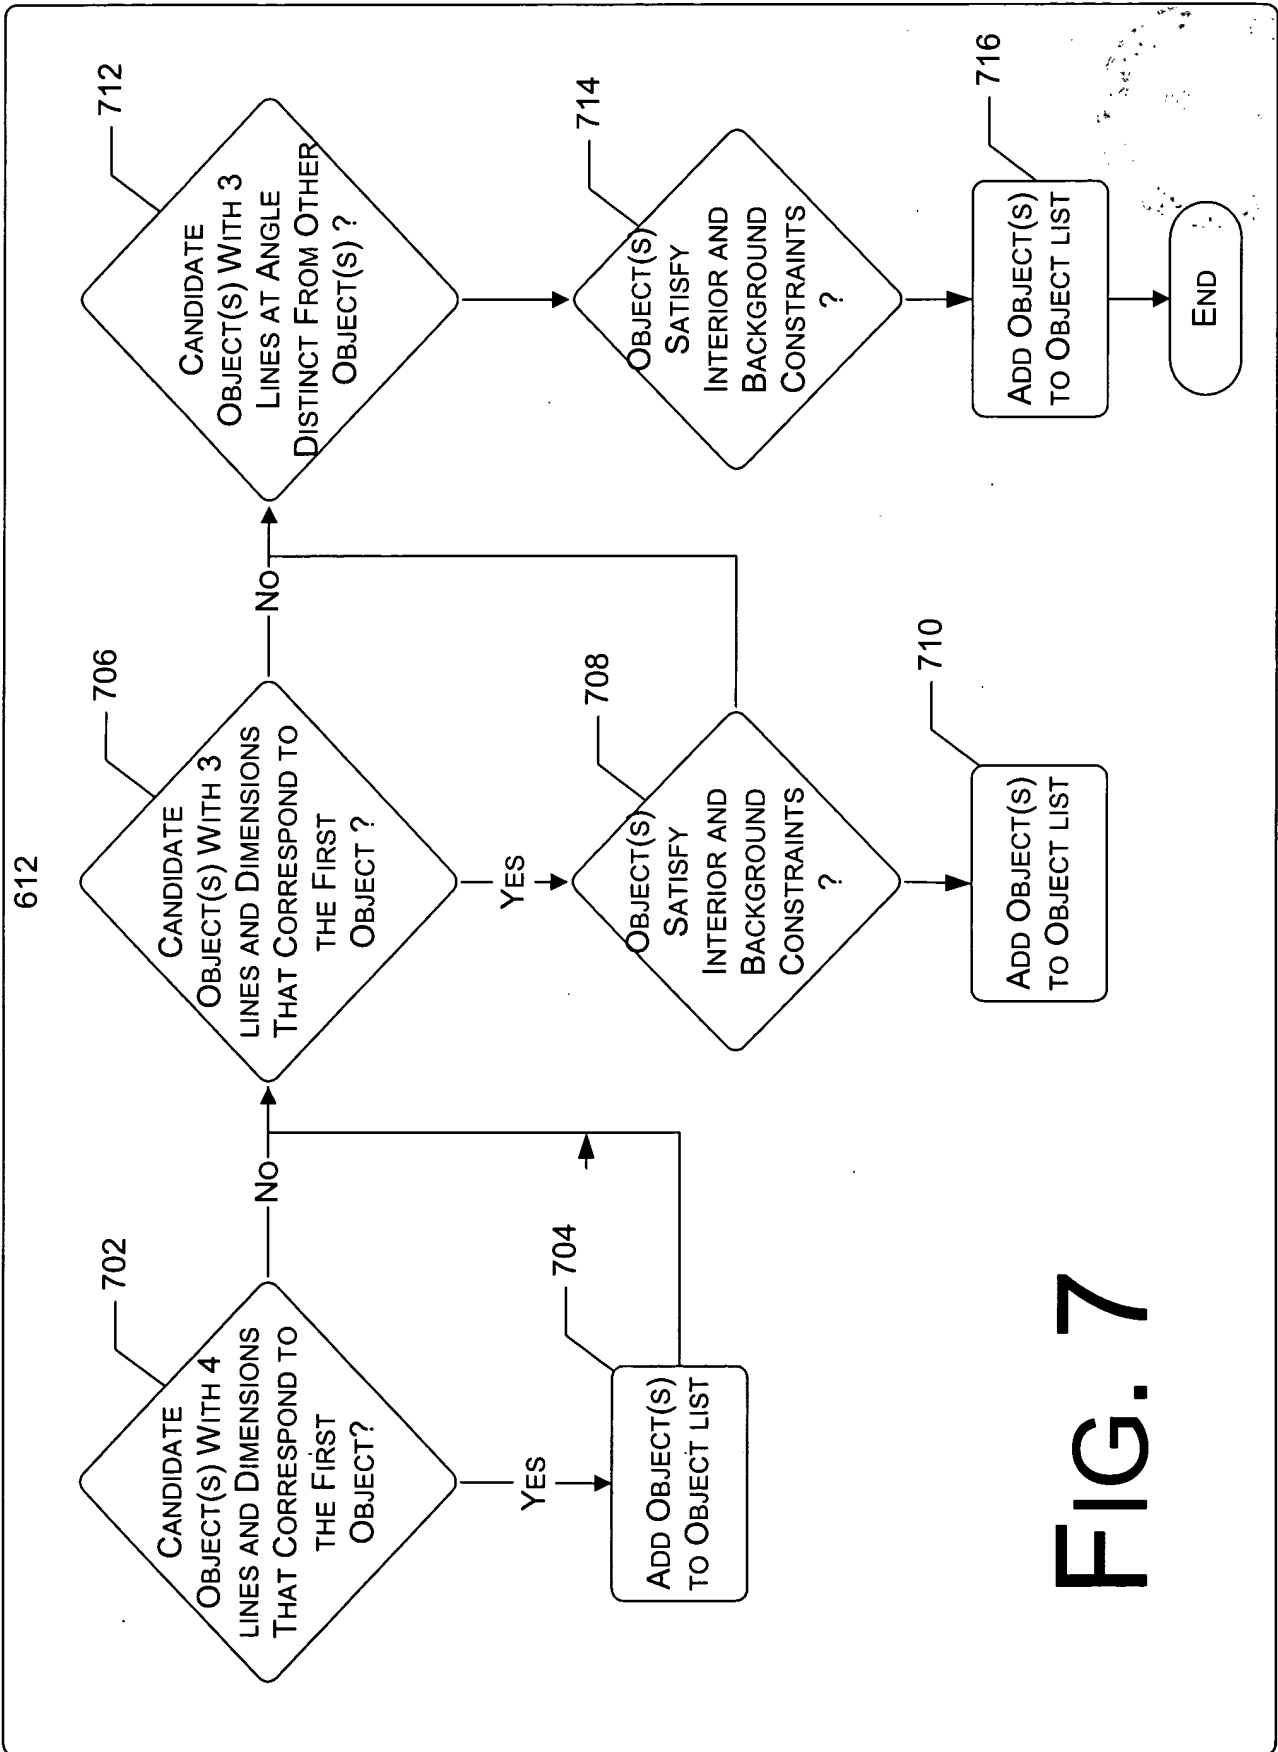 612
702
CANDIDATE
OBJECT(S) WITH 4
LINES AND DIMENSIONS
THAT CORRESPOND TO
THE FIRST
OBJECT?
NO
YES
704
ADD OBJECT(S)
TO OBJECT LIST
706
CANDIDATE
OBJECT(S) WITH 3
LINES AND DIMENSIONS
THAT CORRESPOND TO
THE FIRST
OBJECT ?
NO
YES
708
OBJECT(S)
SATISFY
INTERIOR AND
BACKGROUND
CONSTRAINTS
?
710
ADD OBJECT(S)
TO OBJECT LIST
712
CANDIDATE
OBJECT(S) WITH 3
LINES AT ANGLE
DISTINCT FROM OTHER
OBJECT(S) ?
714
OBJECT(S)
SATISFY
INTERIOR AND
BACKGROUND
CONSTRAINTS
?
716
ADD OBJECT(S)
TO OBJECT LIST
END
FIG. 7